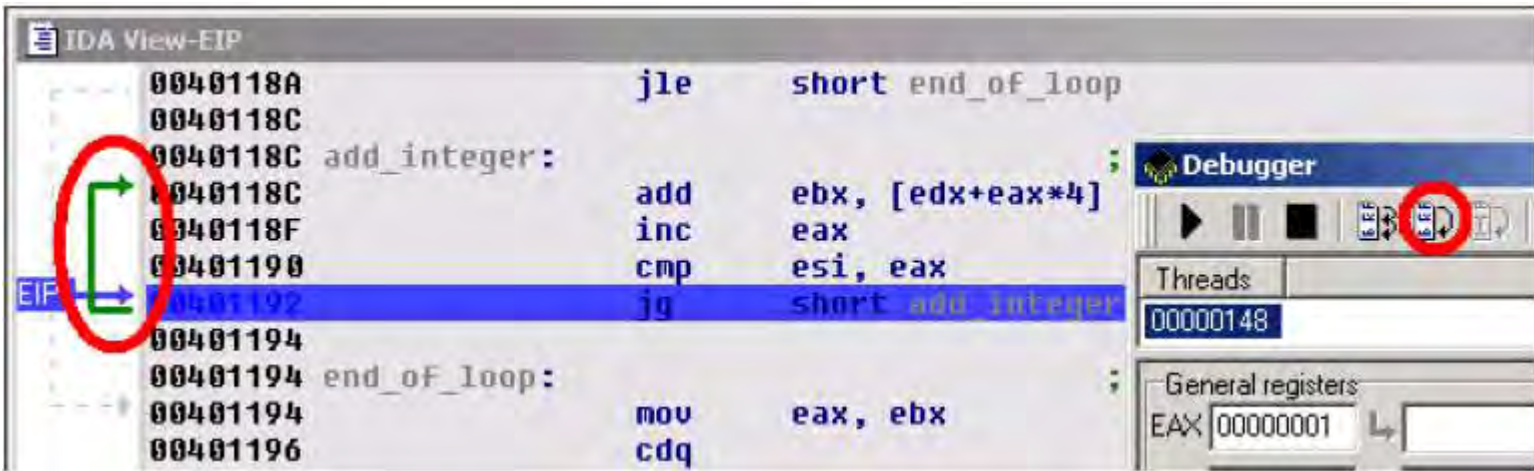 IDA View-EIP
0040118A jle short end_of_loop
0040118C
0040118C add_integer: ;
0040118C add ebx, [edx+eax*4]
0040118F inc eax
00401190 cmp esi, eax
EIP 00401192 jg short add_integer
00401194
00401194 end_of_loop: ;
00401194 mov eax, ebx
00401196 cdq
Debugger
Threads
00000148
General registers
EAX 00000001